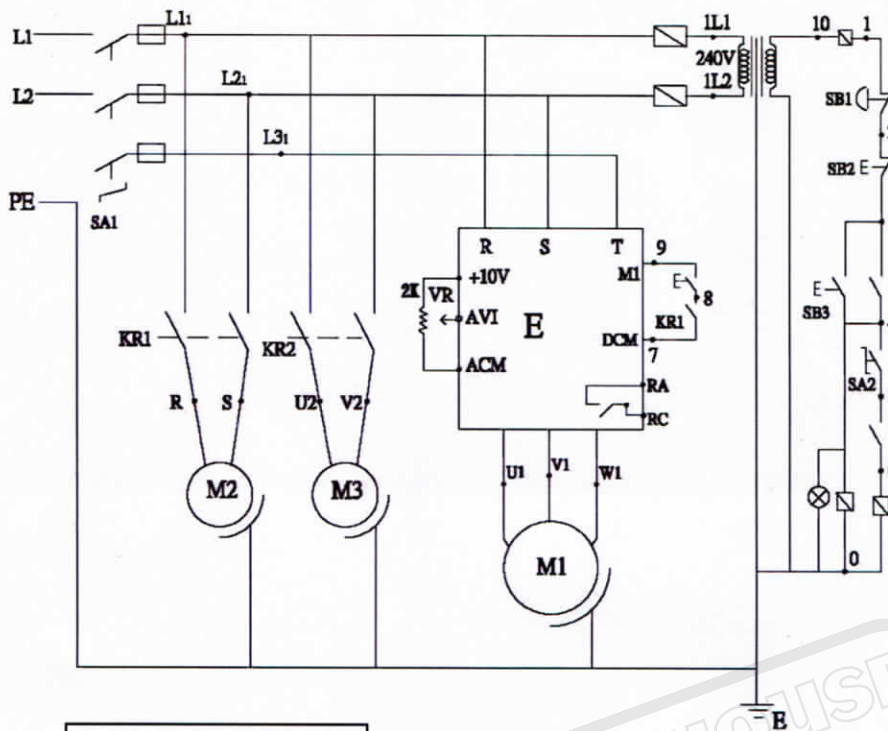 L1
L1₁
1L1
10
1
240V
L2
L2₁
1L2
SB1
L3₁
SB2
PE
SA1
R
S
T
9
2K
VR
+10V
M1
8
AVI
E
KR1
SB3
KR1
KR2
DCM
7
ACM
SA2
RA
R
S
U2
V2
RC
U1
V1
W1
M2
M3
M1
0
E